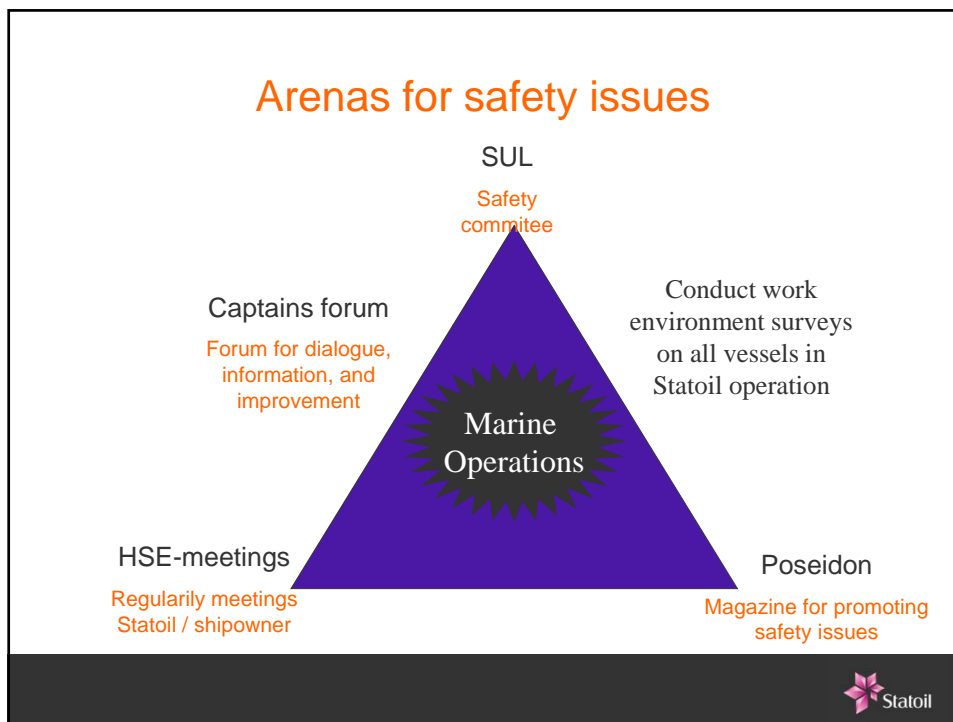 Arenas for safety issues
SUL
Safety
commitee
Captains forum
Forum for dialogue,
information, and
improvement
Conduct work
environment surveys
on all vessels in
Statoil operation
Marine
Operations
HSE-meetings
Regularily meetings
Statoil / shipowner
Poseidon
Magazine for promoting
safety issues
Statoil